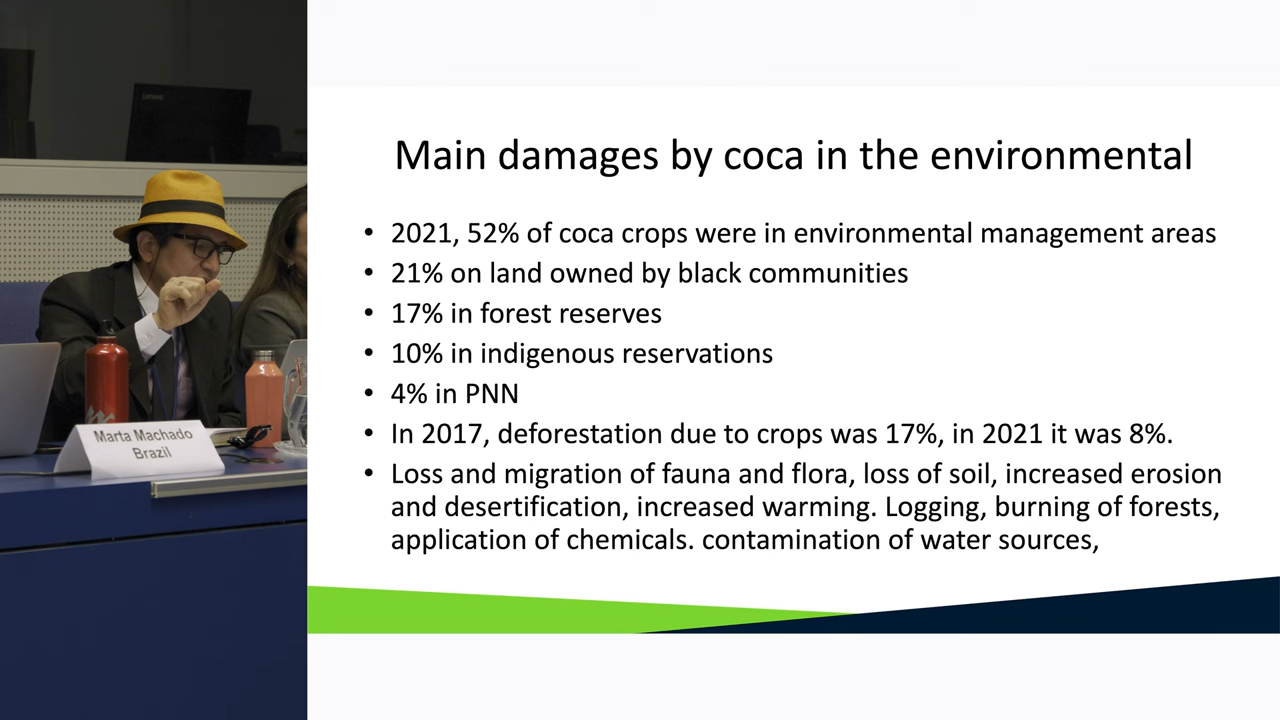 Lenovo
Marta Machado
Brazil
Main damages by coca in the environmental
• 2021, 52% of coca crops were in environmental management areas
• 21% on land owned by black communities
• 17% in forest reserves
• 10% in indigenous reservations
• 4% in PNN
• In 2017, deforestation due to crops was 17%, in 2021 it was 8%.
• Loss and migration of fauna and flora, loss of soil, increased erosion
and desertification, increased warming. Logging, burning of forests,
application of chemicals. contamination of water sources,